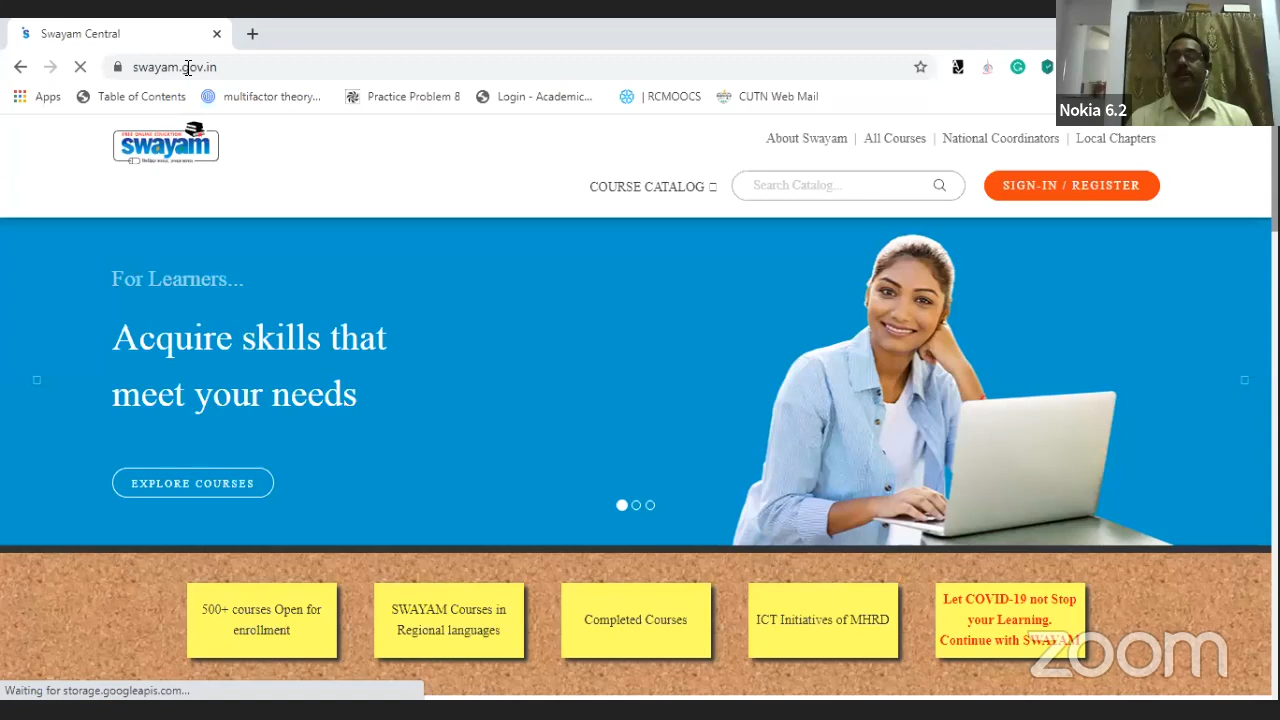 Swayam Central
swayam.gov.in
Apps
Table of Contents
multifactor theory...
Practice Problem 8
Login - Academic...
| RCMOOCS
CUTN Web Mail
Nokia 6.2
FREE ONLINE EDUCATION
swayam
About Swayam | All Courses | National Coordinators | Local Chapters
COURSE CATALOG
Search Catalog...
SIGN-IN / REGISTER
For Learners...
Acquire skills that
meet your needs
EXPLORE COURSES
500+ courses Open for
enrollment
SWAYAM Courses in
Regional languages
Completed Courses
ICT Initiatives of MHRD
Let COVID-19 not Stop
your Learning.
Continue with SWAYAM
zoom
Waiting for storage.googleapis.com...